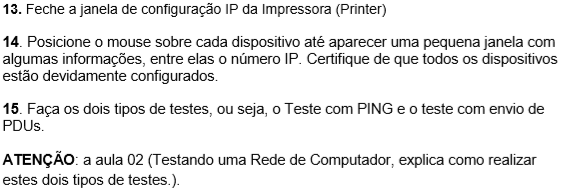 13. Feche a janela de configuração IP da Impressora (Printer)
14. Posicione o mouse sobre cada dispositivo até aparecer uma pequena janela com
algumas informações, entre elas o número IP. Certifique de que todos os dispositivos
estão devidamente configurados.
15. Faça os dois tipos de testes, ou seja, o Teste com PING e o teste com envio de
PDUs.
ATENÇÃO: a aula 02 (Testando uma Rede de Computador, explica como realizar
estes dois tipos de testes.).